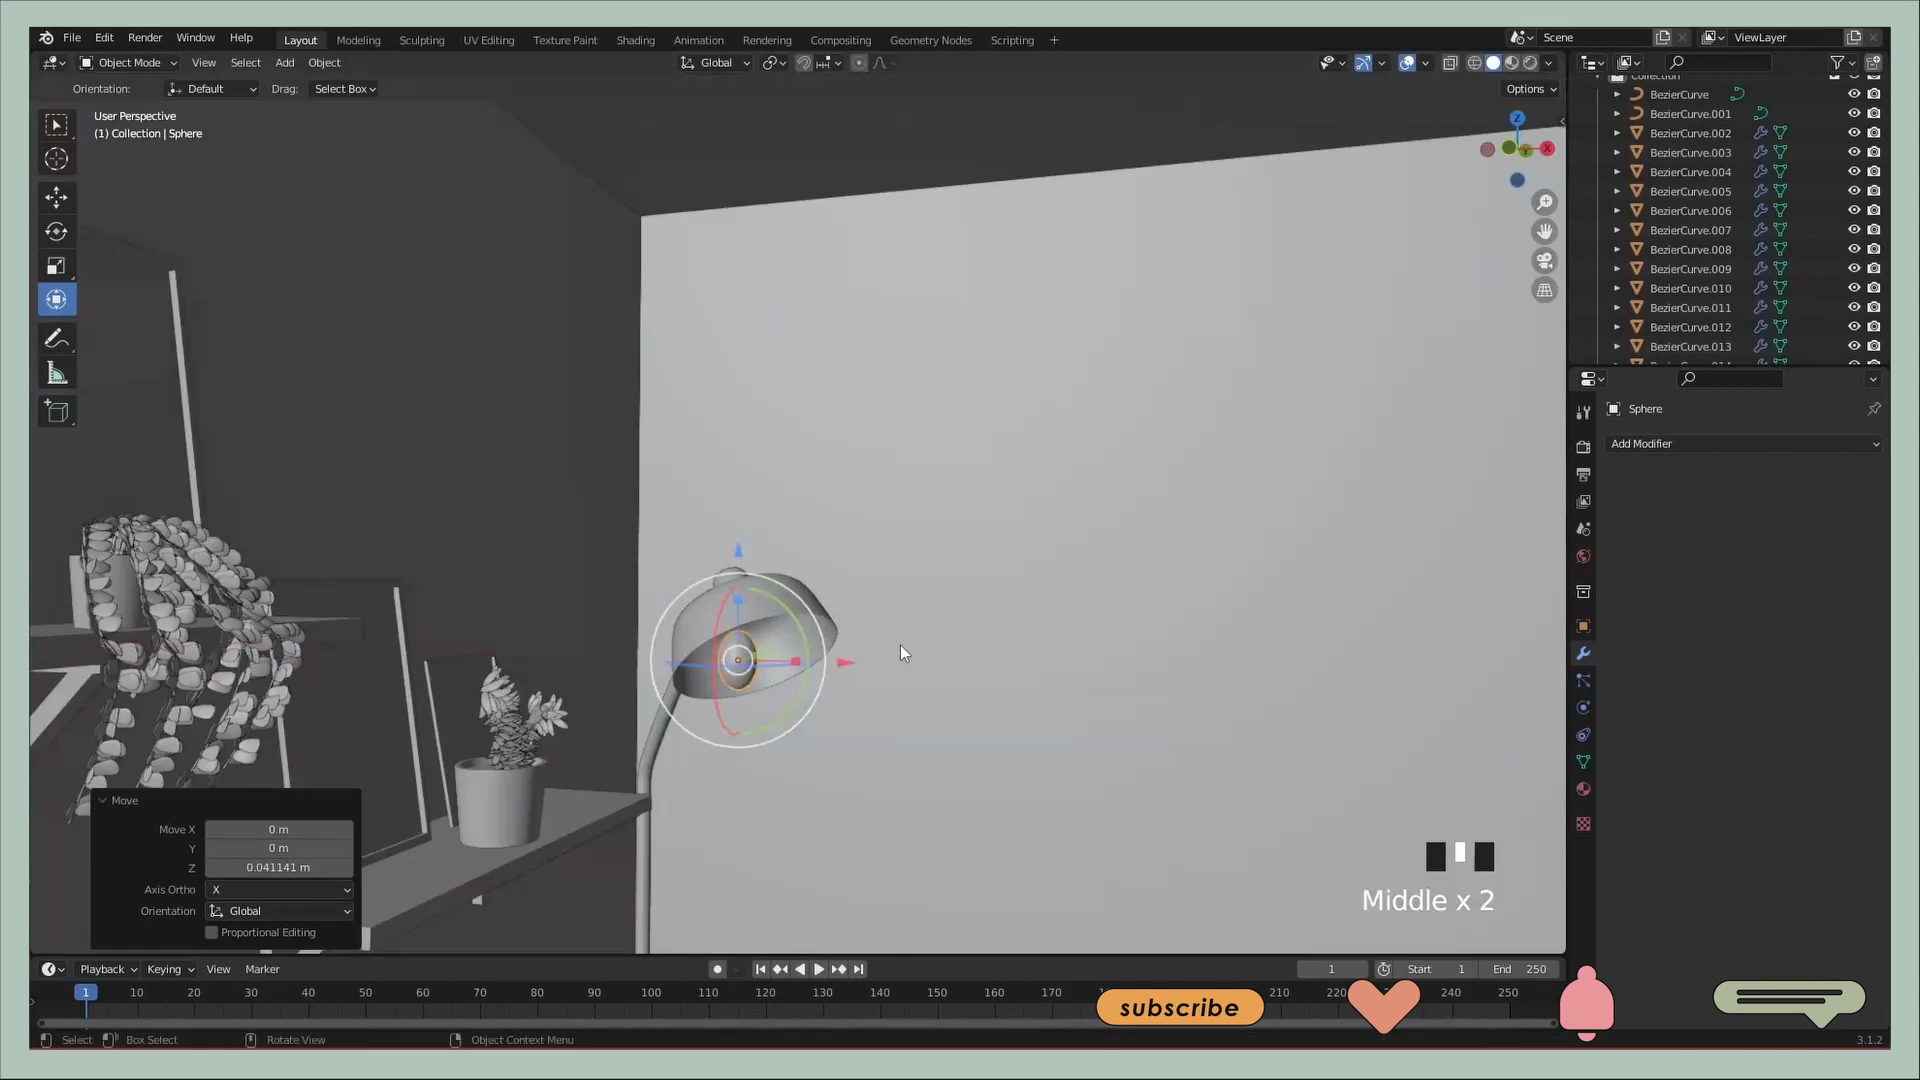 File Edit Render Window Help Layout Modeling Sculpting UV Editing Texture Paint Shading Animation Rendering Compositing Geometry Nodes Scripting + Scene ViewLayer
Object Mode View Select Add Object Global
Orientation: Default Drag: Select Box Options
User Perspective
(1) Collection | Sphere
Z
X
Collection
BezierCurve
BezierCurve.001
BezierCurve.002
BezierCurve.003
BezierCurve.004
BezierCurve.005
BezierCurve.006
BezierCurve.007
BezierCurve.008
BezierCurve.009
BezierCurve.010
BezierCurve.011
BezierCurve.012
BezierCurve.013
Sphere
Add Modifier
Move
Move X 0 m
Y 0 m
Z 0.041141 m
Axis Ortho X
Orientation Global
Proportional Editing
Middle x 2
Playback Keying View Marker 1 Start 1 End 250
1 10 20 30 40 50 60 70 80 90 100 110 120 130 140 150 160 170 210 220 240 250
subscribe
Select Box Select Rotate View Object Context Menu 3.1.2